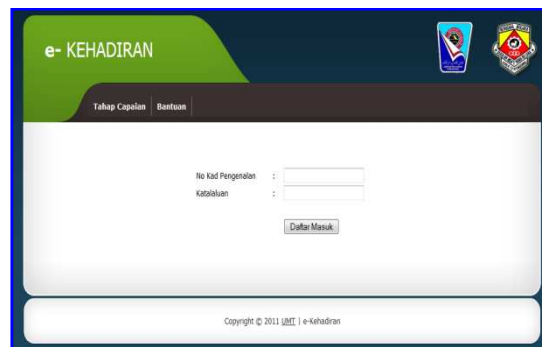 e- KEHADIRAN
Tahap Capaian | Bantuan
No Kad Pengenalan :
Katalaluan :
Daftar Masuk
Copyright © 2011 UMT | e-Kehadiran